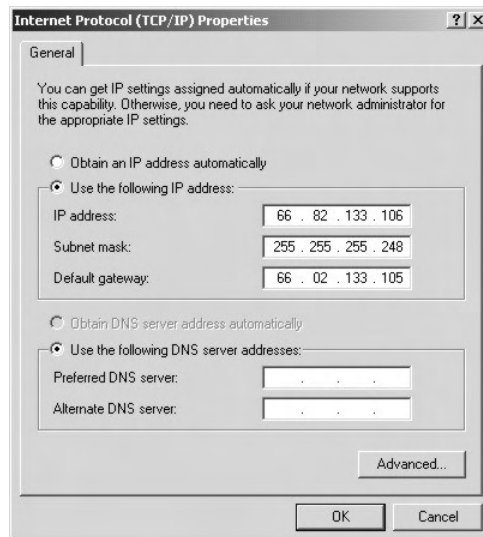 Internet Protocol (TCP/IP) Properties
General
You can get IP settings assigned automatically if your network supports
this capability. Otherwise, you need to ask your network administrator for
the appropriate IP settings.
Obtain an IP address automatically
Use the following IP address:
IP address: 66 . 82 . 133 . 106
Subnet mask: 255 . 255 . 255 . 248
Default gateway: 66 . 02 . 133 . 105
Obtain DNS server address automatically
Use the following DNS server addresses:
Preferred DNS server: . . .
Alternate DNS server: . . .
Advanced...
OK Cancel